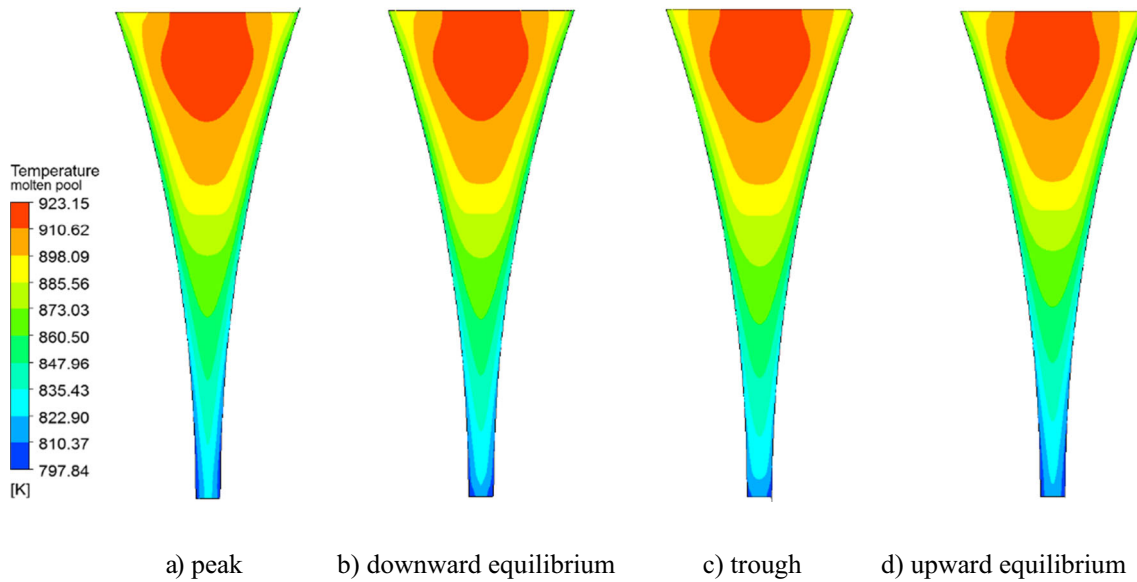 Temperature
molten pool
923.15
910.62
898.09
885.56
873.03
860.50
847.96
835.43
822.90
810.37
797.84
[K]
a) peak
b) downward equilibrium
c) trough
d) upward equilibrium